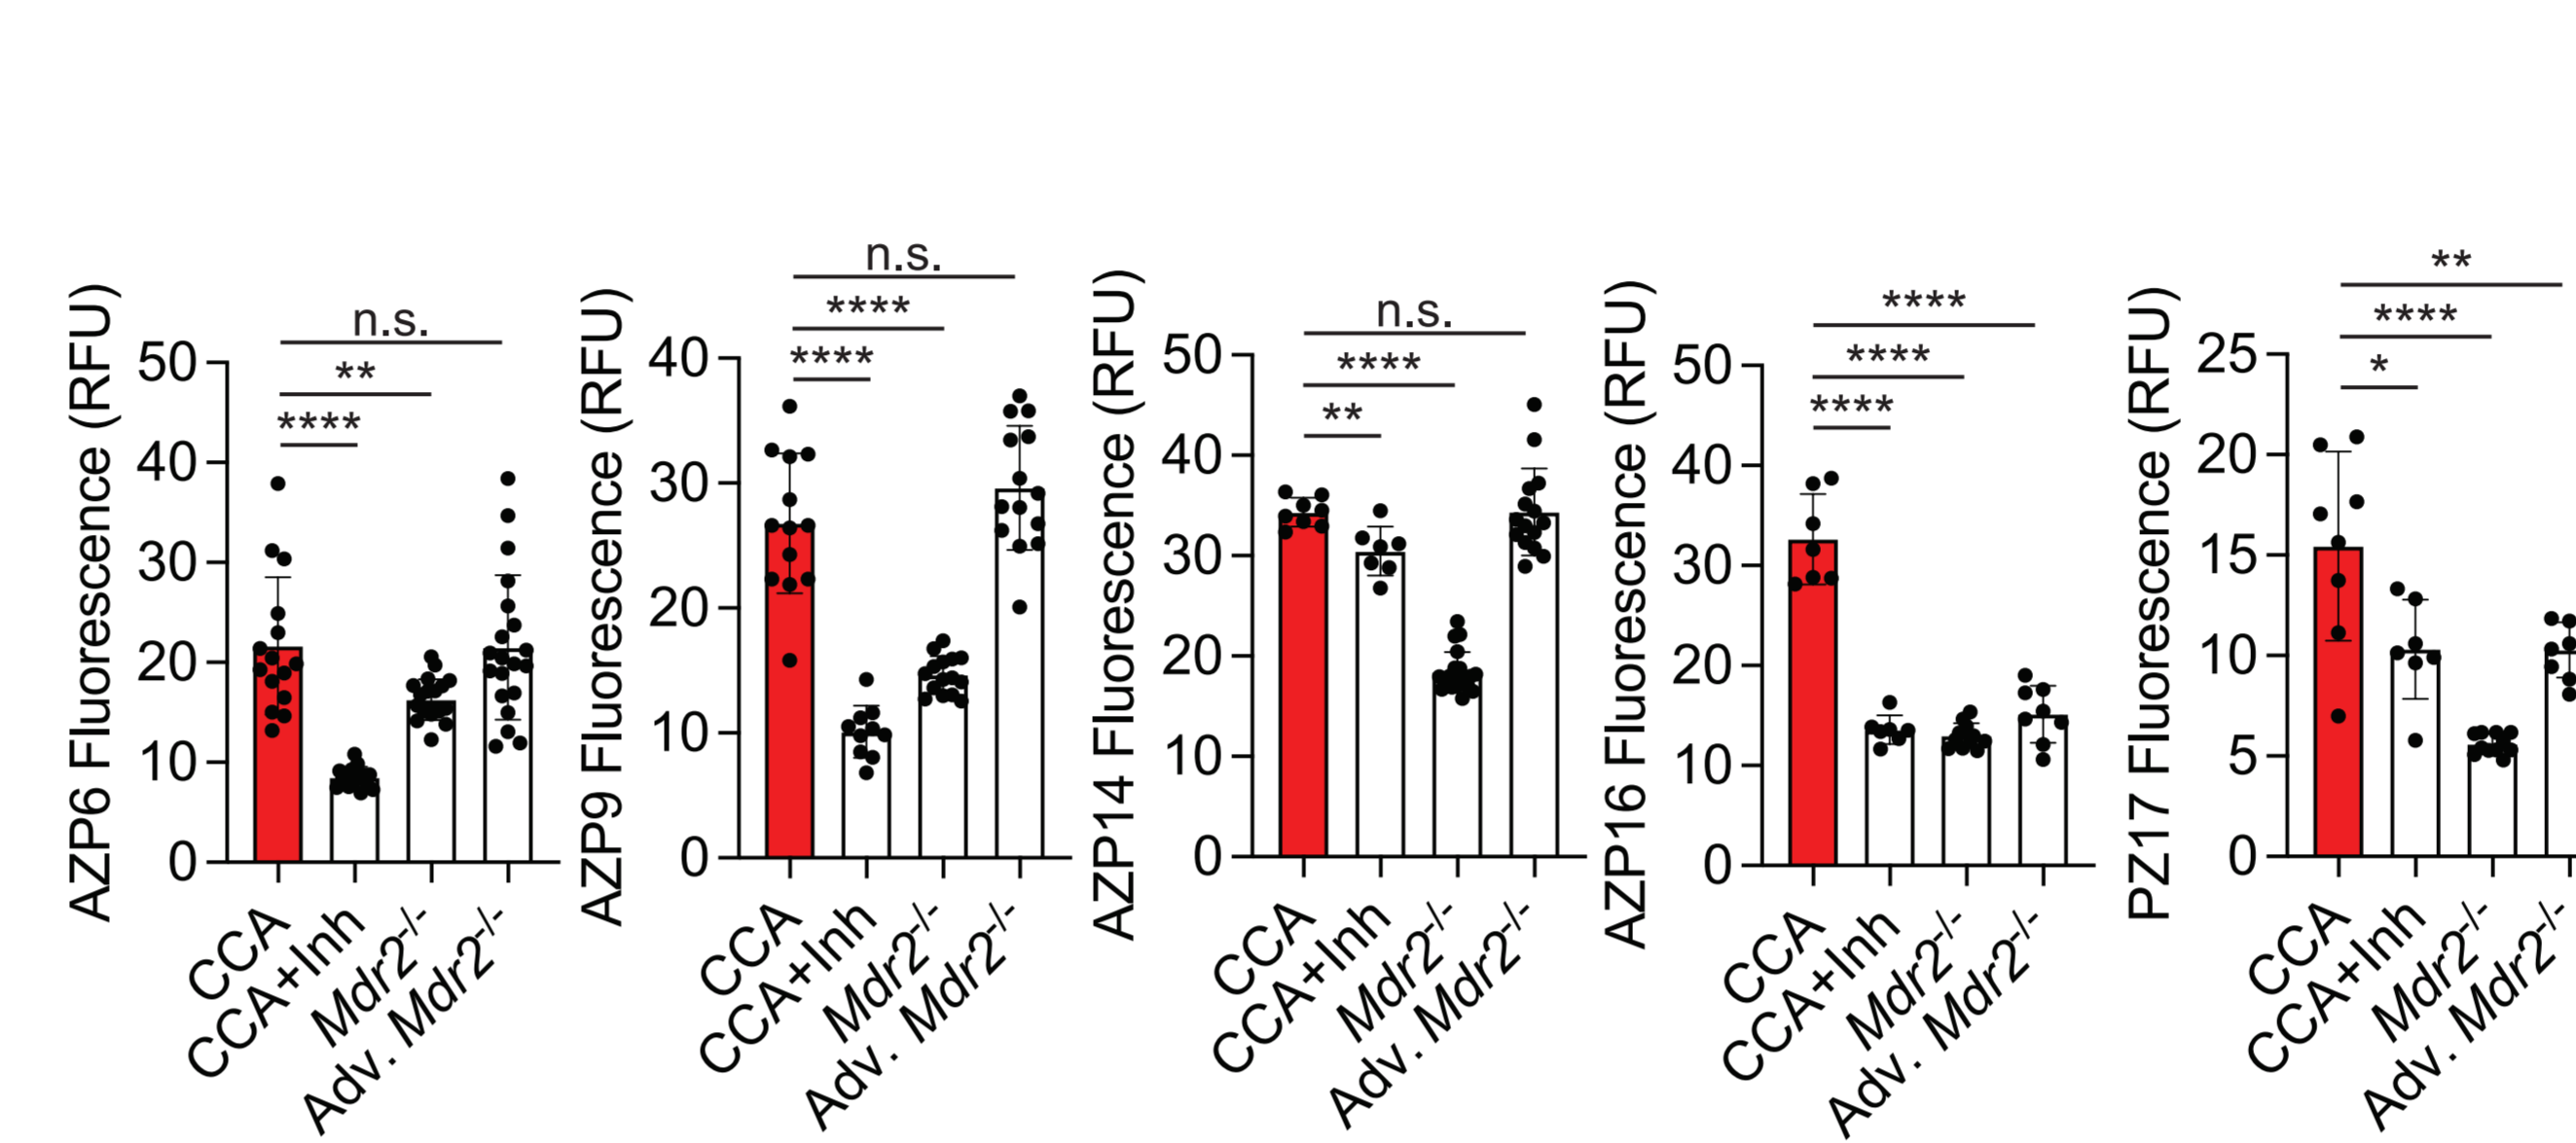 AZP6 Fluorescence (RFU)
n.s.
**
****
50
40
30
20
10
0
CCA
CCA+Inh
Mdr2-/-
Adv. Mdr2-/-
AZP9 Fluorescence (RFU)
n.s.
****
****
40
30
20
10
0
CCA
CCA+Inh
Mdr2-/-
Adv. Mdr2-/-
AZP14 Fluorescence (RFU)
n.s.
****
**
50
40
30
20
10
0
CCA
CCA+Inh
Mdr2-/-
Adv. Mdr2-/-
AZP16 Fluorescence (RFU)
****
****
****
50
40
30
20
10
0
CCA
CCA+Inh
Mdr2-/-
Adv. Mdr2-/-
PZ17 Fluorescence (RFU)
**
****
*
25
20
15
10
5
0
CCA
CCA+Inh
Mdr2-/-
Adv. Mdr2-/-